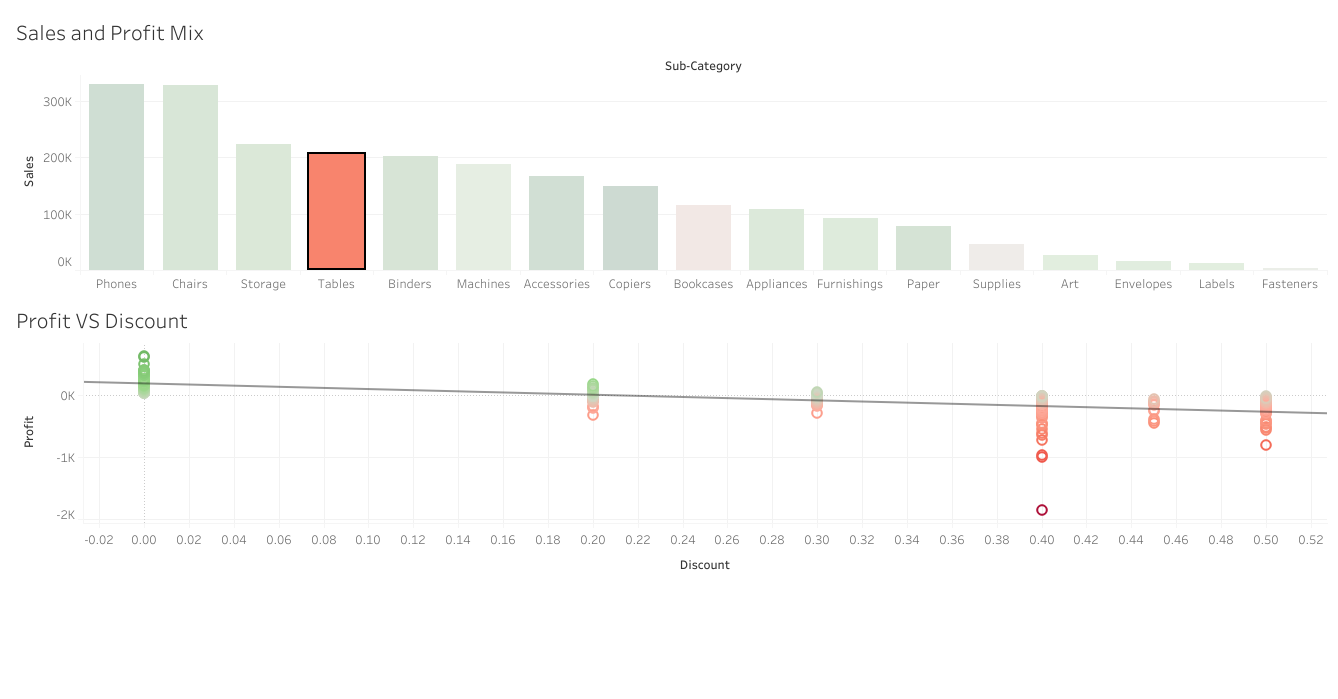 Sales and Profit Mix
Sub-Category
Sales
300K
200K
100K
0K
Phones Chairs Storage Tables Binders Machines Accessories Copiers Bookcases Appliances Furnishings Paper Supplies Art Envelopes Labels Fasteners
Profit VS Discount
Profit
0K
-1K
-2K
-0.02 0.00 0.02 0.04 0.06 0.08 0.10 0.12 0.14 0.16 0.18 0.20 0.22 0.24 0.26 0.28 0.30 0.32 0.34 0.36 0.38 0.40 0.42 0.44 0.46 0.48 0.50 0.52
Discount